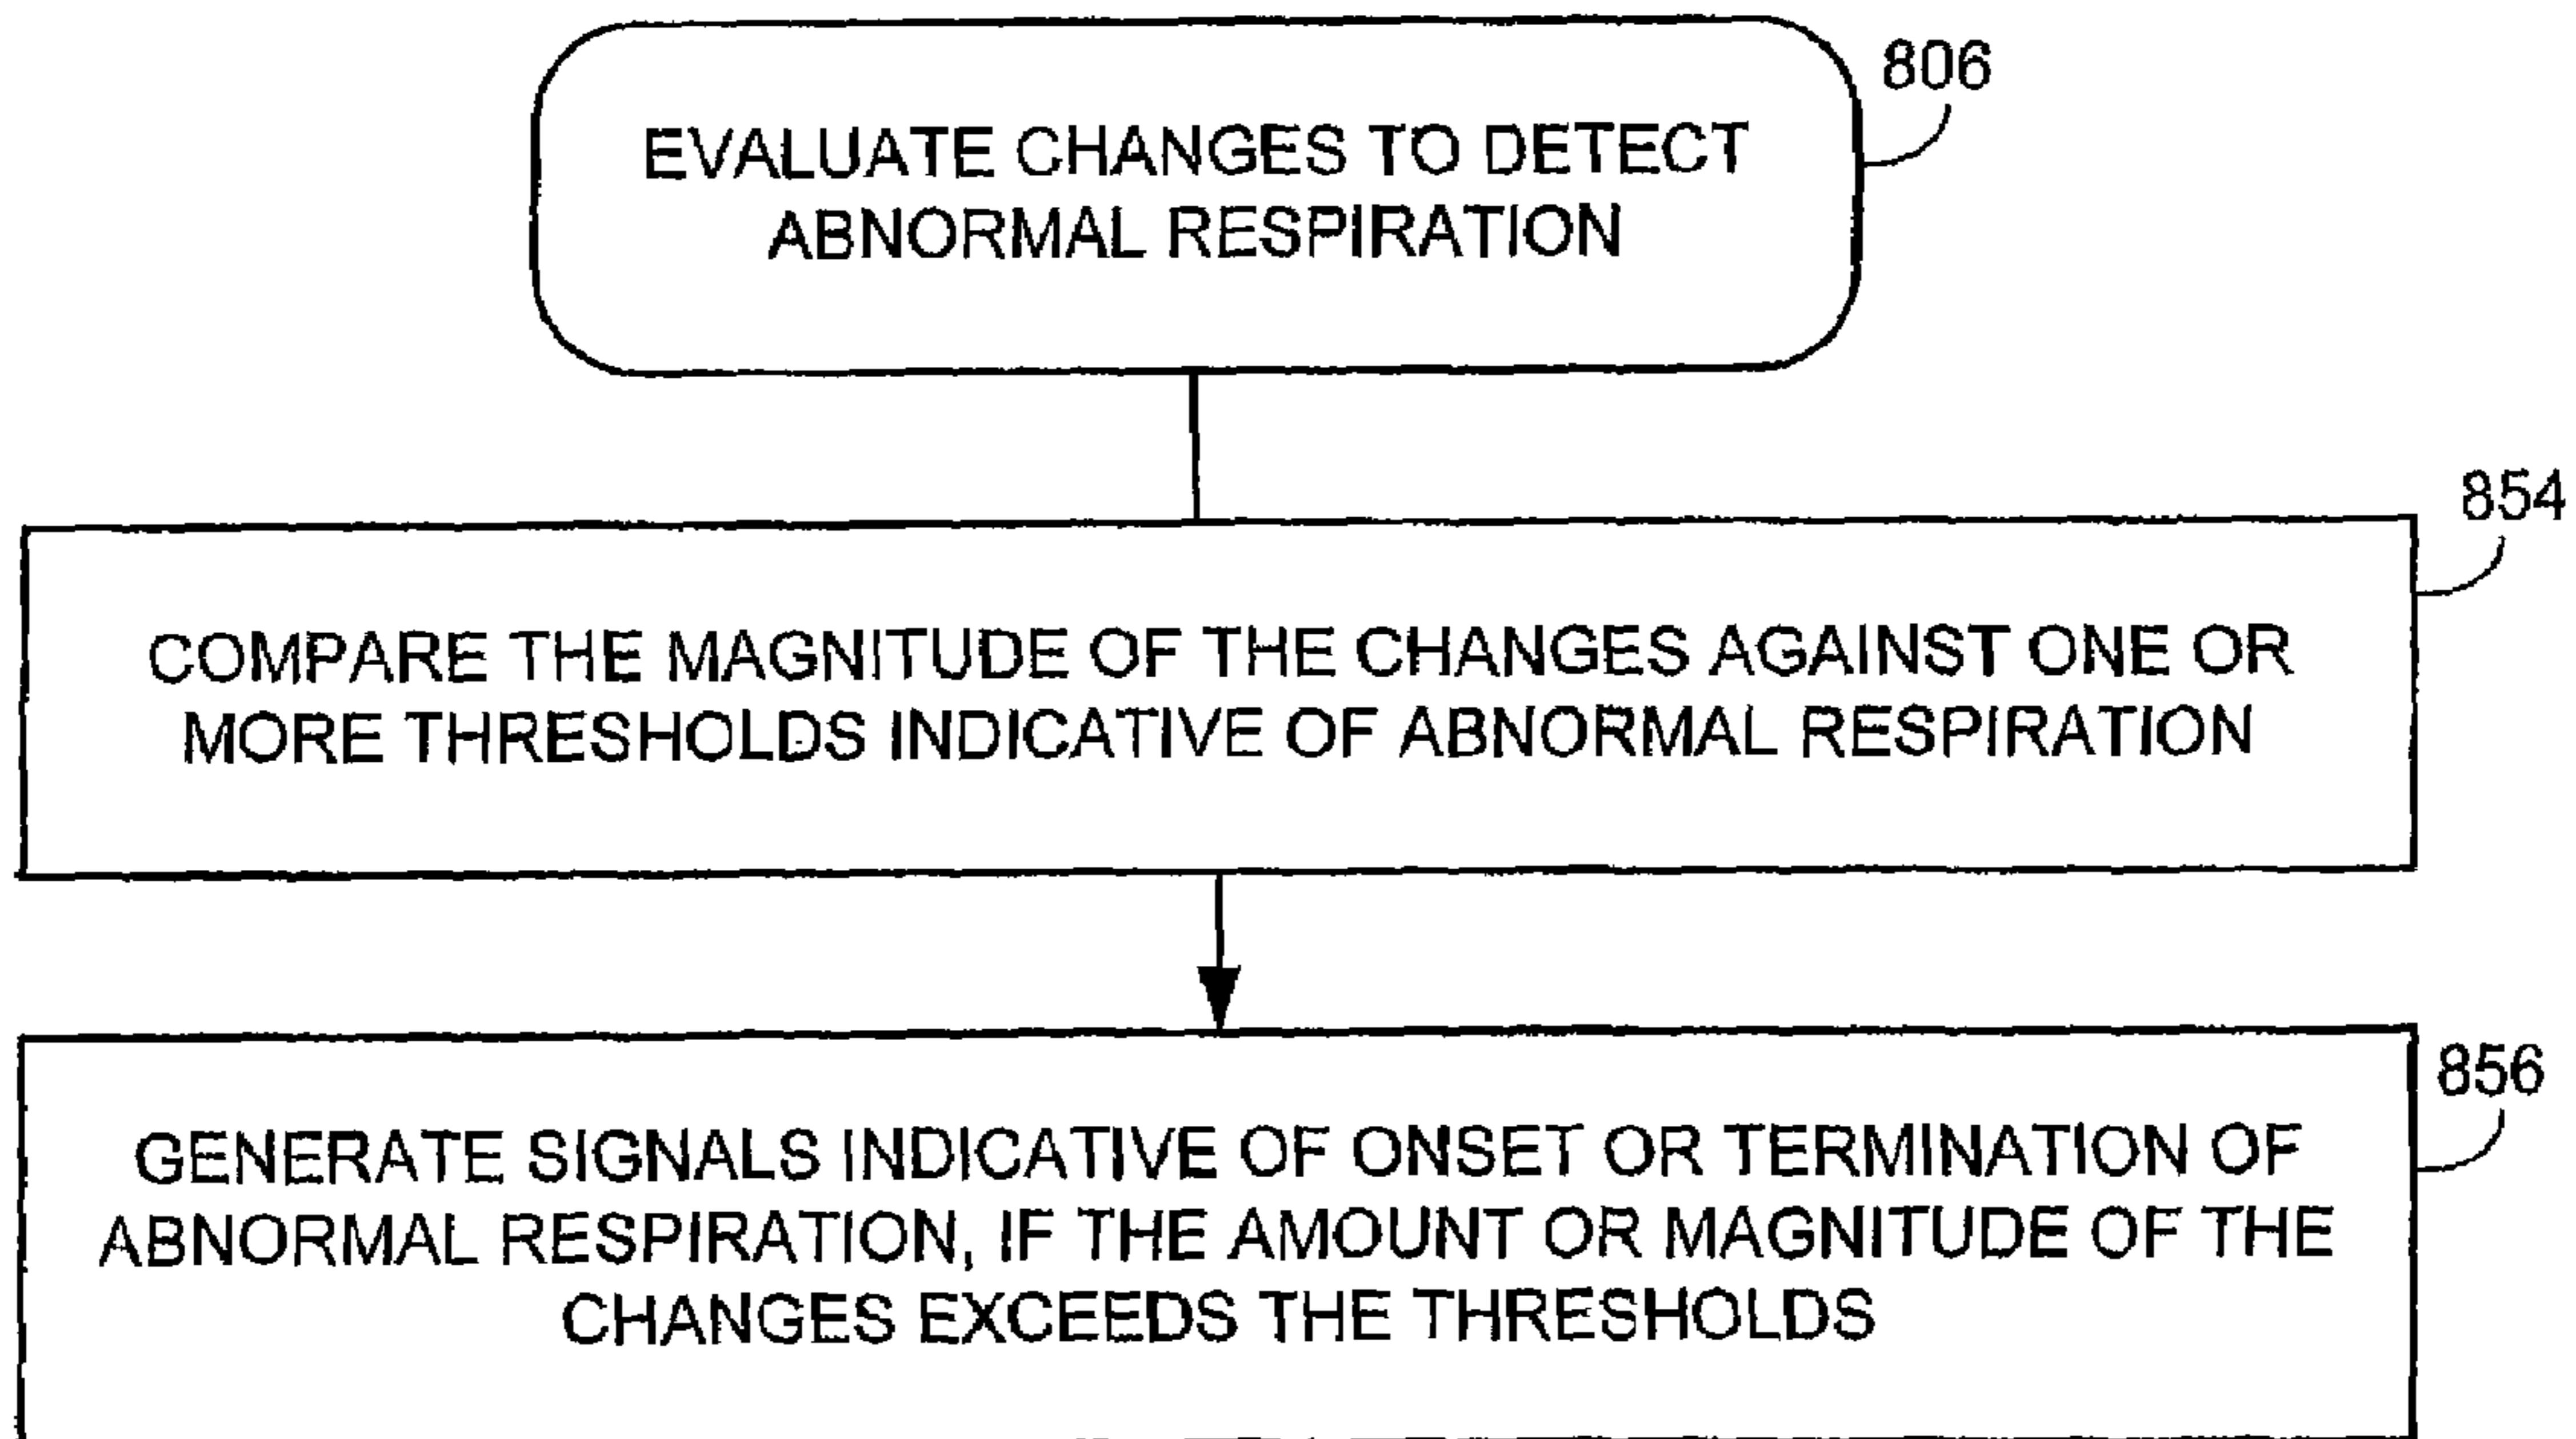 806
EVALUATE CHANGES TO DETECT
ABNORMAL RESPIRATION
854
COMPARE THE MAGNITUDE OF THE CHANGES AGAINST ONE OR
MORE THRESHOLDS INDICATIVE OF ABNORMAL RESPIRATION
856
GENERATE SIGNALS INDICATIVE OF ONSET OR TERMINATION OF
ABNORMAL RESPIRATION, IF THE AMOUNT OR MAGNITUDE OF THE
CHANGES EXCEEDS THE THRESHOLDS